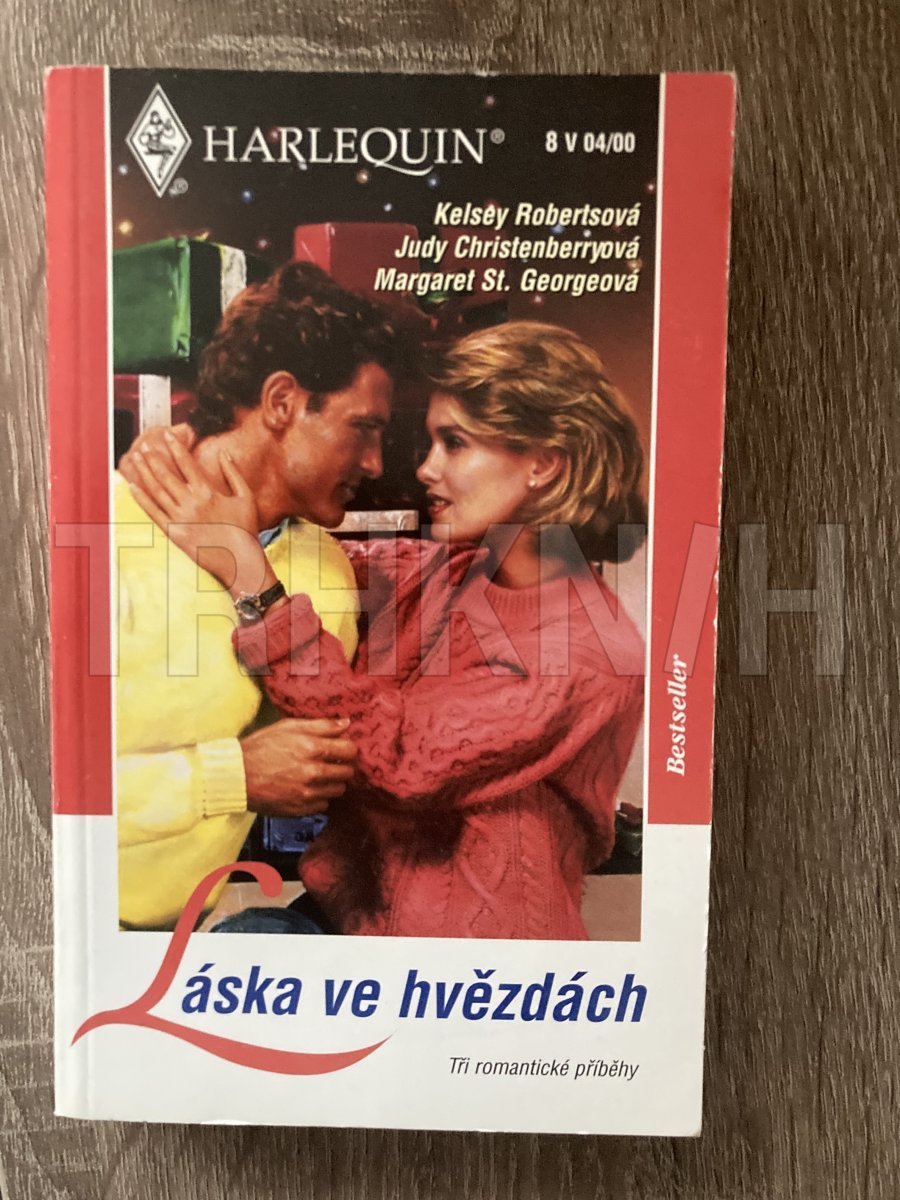 HARLEQUIN®
8 V 04/00
Kelsey Robertsová
Judy Christenberryová
Margaret St. Georgeová
TRHKNIH
Bestseller
Láska ve hvězdách
Tři romantické příběhy